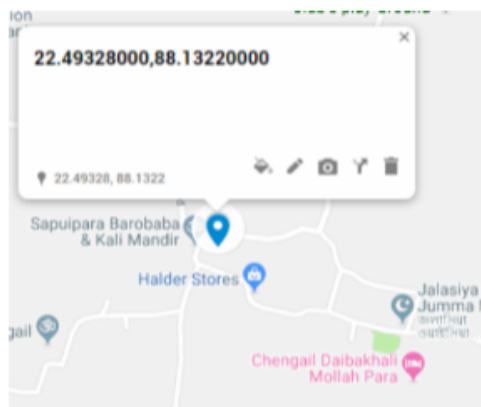 22.49328000,88.13220000
22.49328, 88.1322
Sapuipara Barobaba
& Kali Mandir
Halder Stores
Jalasiya
Jumma
gail
Chengail Daibakhali
Mollah Para